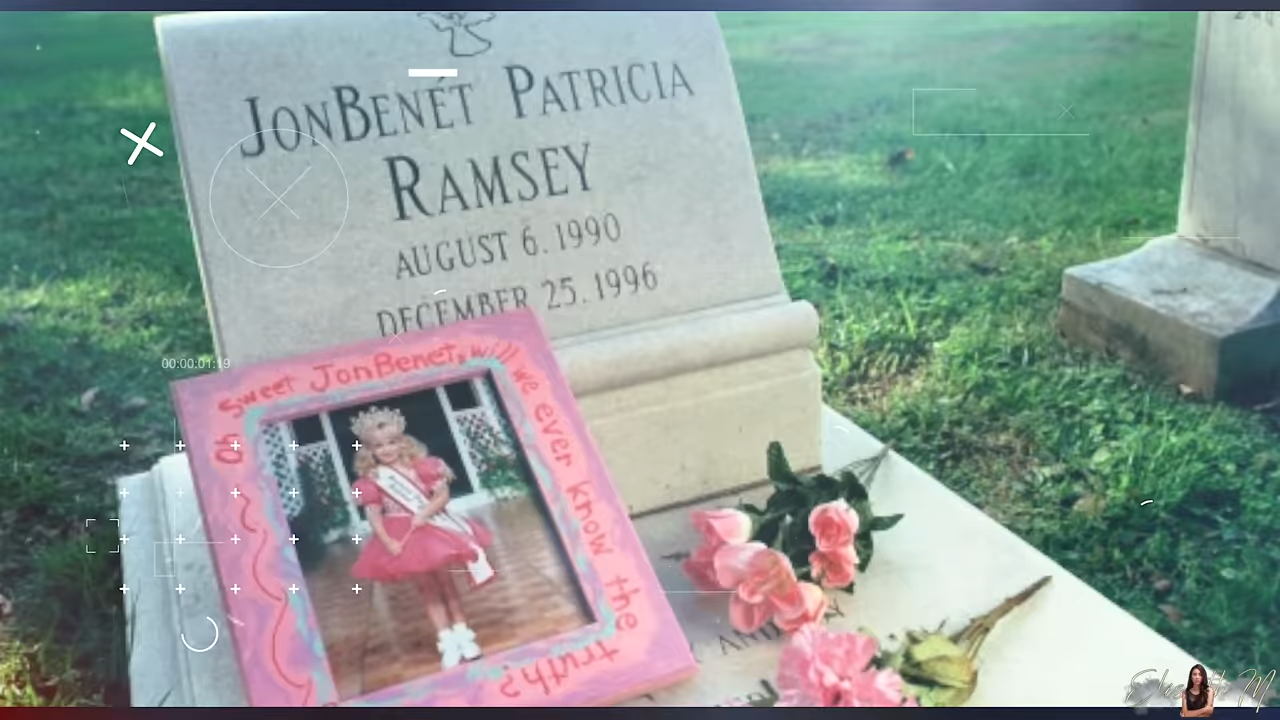 JONBENÉT PATRICIA
RAMSEY
AUGUST 6. 1990
DECEMBER 25. 1996
00:00:01:19
Oh sweet JonBenet, will we ever know the truth?